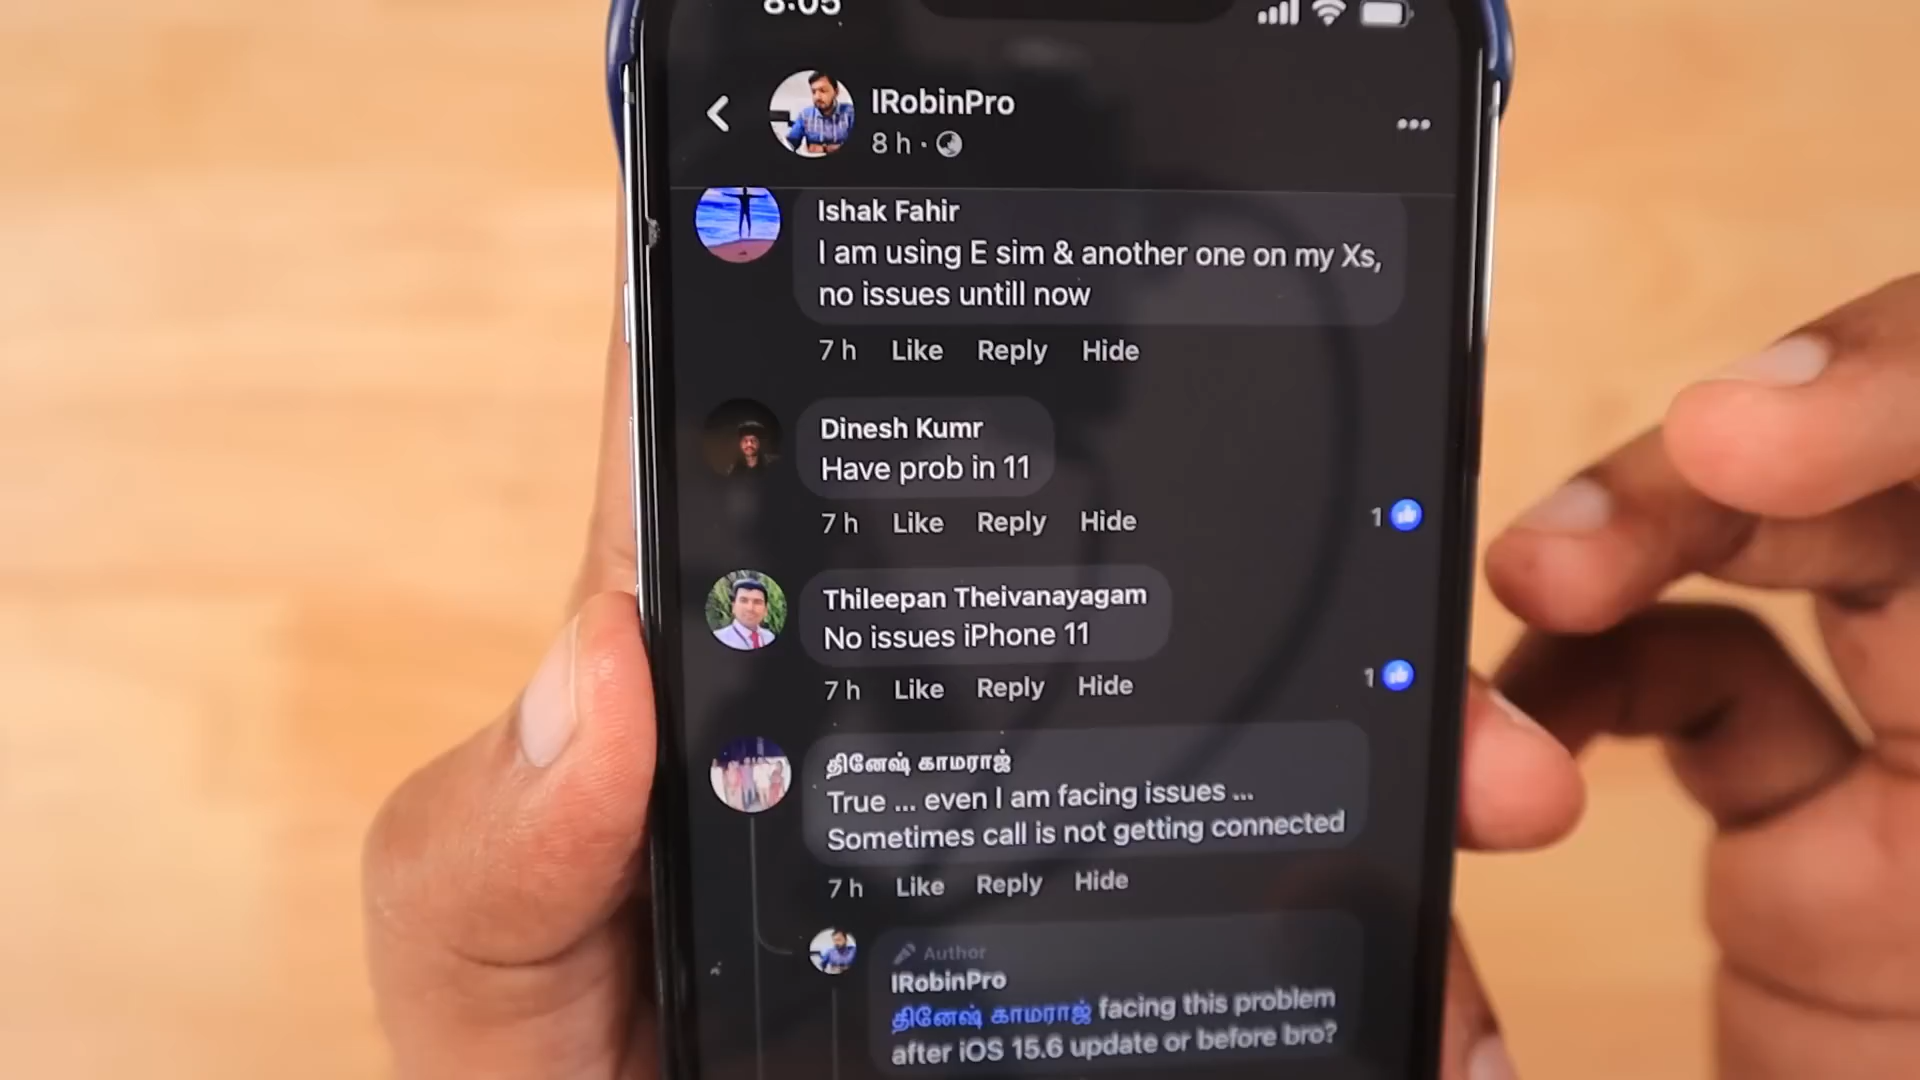 8:05
IRobinPro
8 h ·
Ishak Fahir
I am using E sim & another one on my Xs,
no issues untill now
7 h Like Reply Hide
Dinesh Kumr
Have prob in 11
7 h Like Reply Hide 1
Thileepan Theivanayagam
No issues iPhone 11
7 h Like Reply Hide 1
தினேஷ் காமராஜ்
True ... even I am facing issues ...
Sometimes call is not getting connected
7 h Like Reply Hide
Author
IRobinPro
தினேஷ் காமராஜ் facing this problem
after iOS 15.6 update or before bro?